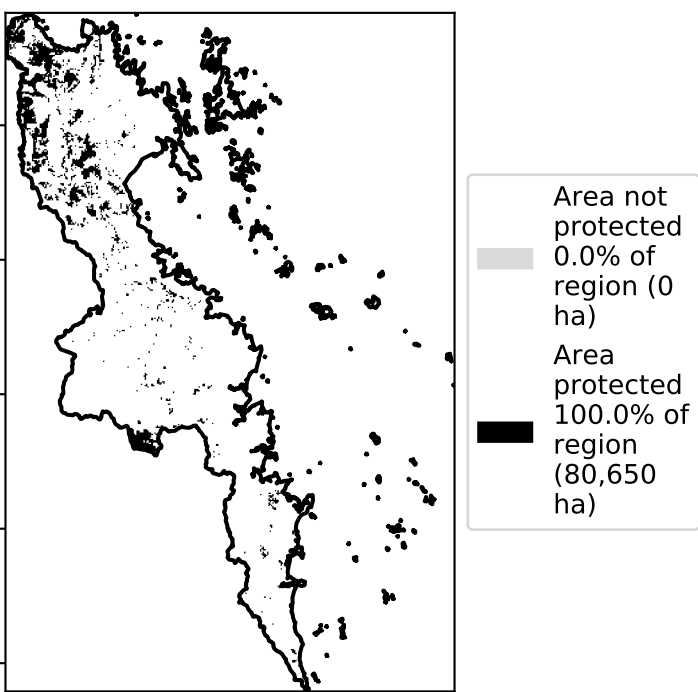 Area not
protected
0.0% of
region (0
ha)
Area
protected
100.0% of
region
(80,650
ha)